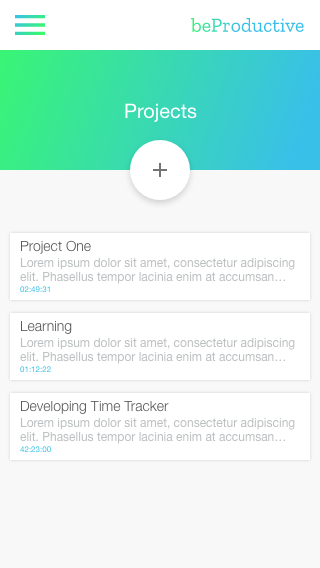 beProductive
Projects
+
Project One
Lorem ipsum dolor sit amet, consectetur adipiscing
elit. Phasellus tempor lacinia enim at accumsan…
02:49:31
Learning
Lorem ipsum dolor sit amet, consectetur adipiscing
elit. Phasellus tempor lacinia enim at accumsan…
01:12:22
Developing Time Tracker
Lorem ipsum dolor sit amet, consectetur adipiscing
elit. Phasellus tempor lacinia enim at accumsan…
42:23:00